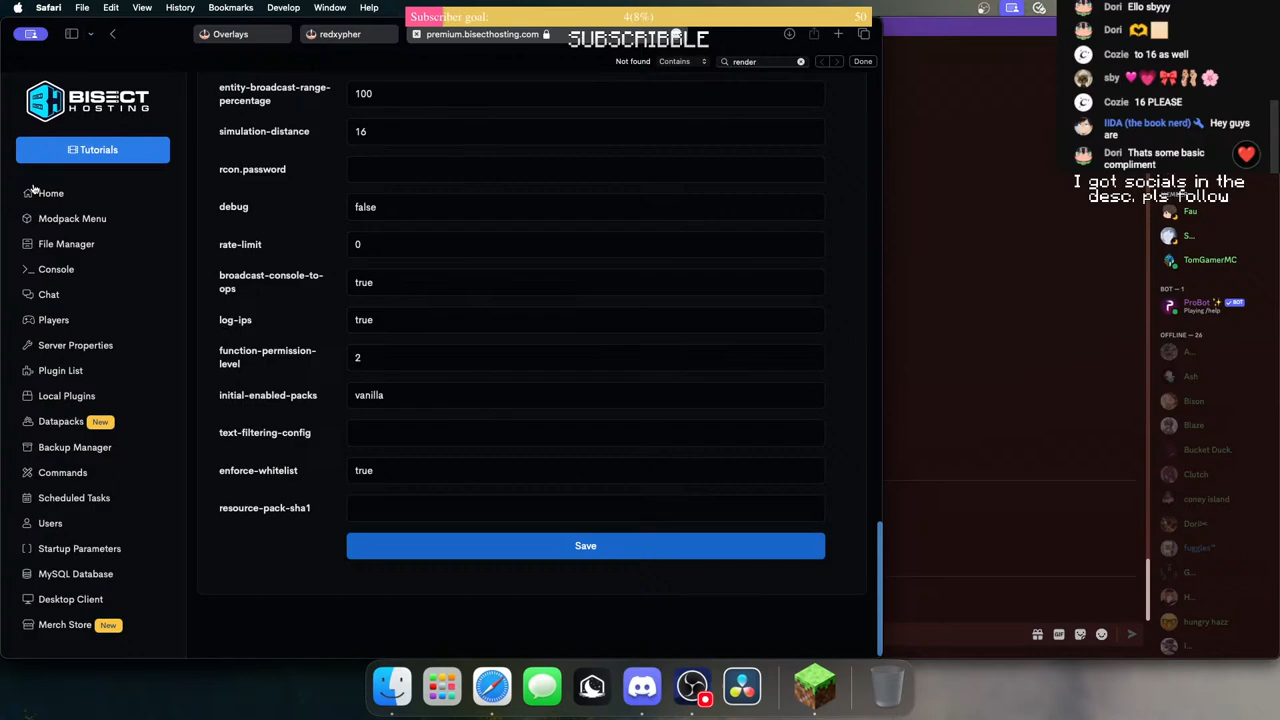 Safari File Edit View History Bookmarks Develop Window Help
Subscriber goal: 4(8%) 50
Overlays
redxypher
premium.bisecthosting.com
SUBSCRIBBLE
Not found Contains render Done
BISECT
HOSTING
Tutorials
Home
Modpack Menu
File Manager
Console
Chat
Players
Server Properties
Plugin List
Local Plugins
Datapacks New
Backup Manager
Commands
Scheduled Tasks
Users
Startup Parameters
MySQL Database
Desktop Client
Merch Store New
entity-broadcast-range-
percentage
100
simulation-distance
16
rcon.password
debug
false
rate-limit
0
broadcast-console-to-
ops
true
log-ips
true
function-permission-
level
2
initial-enabled-packs
vanilla
text-filtering-config
enforce-whitelist
true
resource-pack-sha1
Save
Dori Ello sbyyy
Dori
Cozie to 16 as well
sby
Cozie 16 PLEASE
IIDA (the book nerd) Hey guys
are
Dori Thats some basic
compliment
I got socials in the
desc. pls follow
Fau
S...
TomGamerMC
BOT — 1
ProBot BOT
Playing /help
OFFLINE — 26
A...
Ash
Bixon
Blaze
Bucket Duck.
Clutch
coney island
fuggles
G...
H...
hungry hazz
I...
GIF